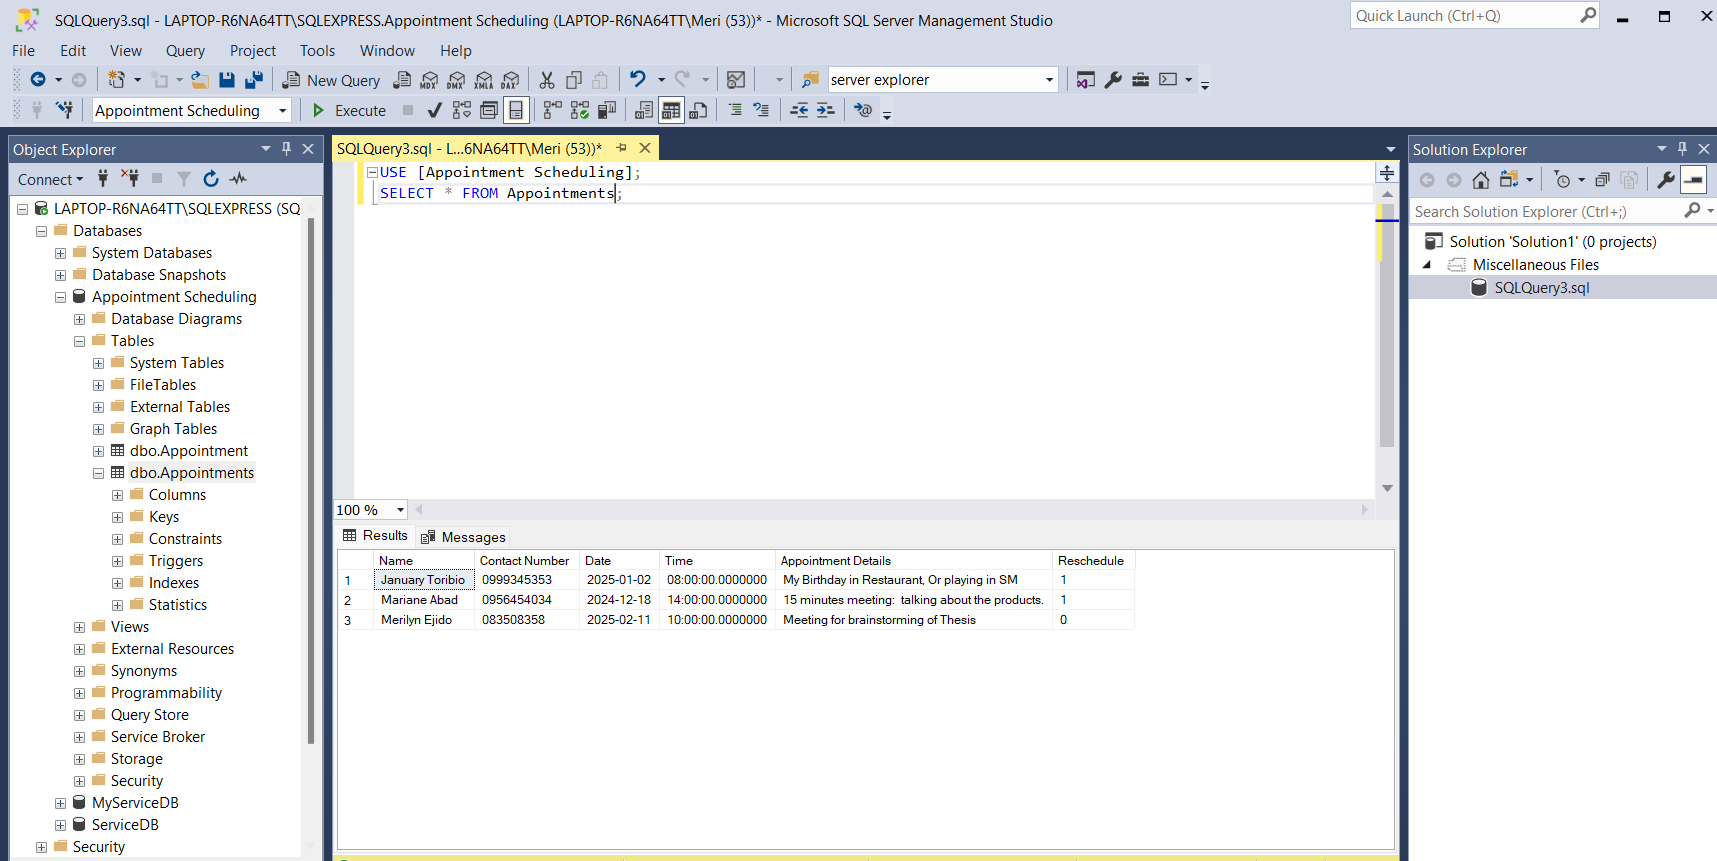 SQLQuery3.sql - LAPTOP-R6NA64TT\SQLEXPRESS.Appointment Scheduling (LAPTOP-R6NA64TT\Meri (53))* - Microsoft SQL Server Management Studio
Quick Launch (Ctrl+Q)
File Edit View Query Project Tools Window Help
New Query MDX DMX XMLA DAX server explorer
Appointment Scheduling Execute
Object Explorer
Connect
LAPTOP-R6NA64TT\SQLEXPRESS (SQ
Databases
System Databases
Database Snapshots
Appointment Scheduling
Database Diagrams
Tables
System Tables
FileTables
External Tables
Graph Tables
dbo.Appointment
dbo.Appointments
Columns
Keys
Constraints
Triggers
Indexes
Statistics
Views
External Resources
Synonyms
Programmability
Query Store
Service Broker
Storage
Security
MyServiceDB
ServiceDB
Security
SQLQuery3.sql - L...6NA64TT\Meri (53))*
USE [Appointment Scheduling];
SELECT * FROM Appointments;
100 %
Results Messages
Name Contact Number Date Time Appointment Details Reschedule
1 January Toribio 0999345353 2025-01-02 08:00:00.0000000 My Birthday in Restaurant, Or playing in SM 1
2 Mariane Abad 0956454034 2024-12-18 14:00:00.0000000 15 minutes meeting: talking about the products. 1
3 Merilyn Ejido 083508358 2025-02-11 10:00:00.0000000 Meeting for brainstorming of Thesis 0
Solution Explorer
Search Solution Explorer (Ctrl+;)
Solution 'Solution1' (0 projects)
Miscellaneous Files
SQLQuery3.sql